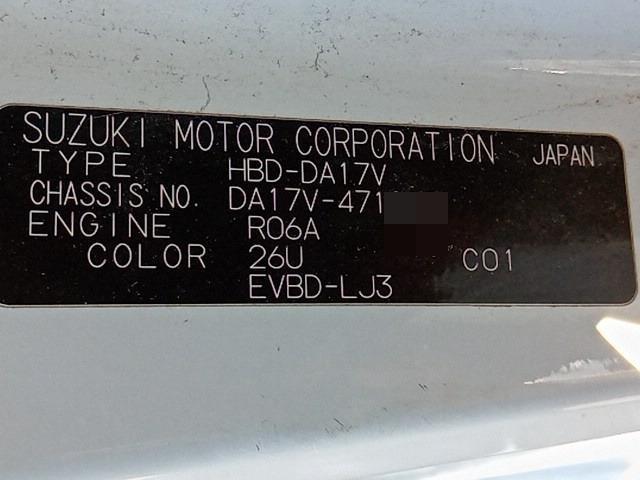 SUZUKI MOTOR CORPORATION JAPAN
TYPE HBD-DA17V
CHASSIS NO. DA17V-471
ENGINE R06A
COLOR 26U C01
EVBD-LJ3